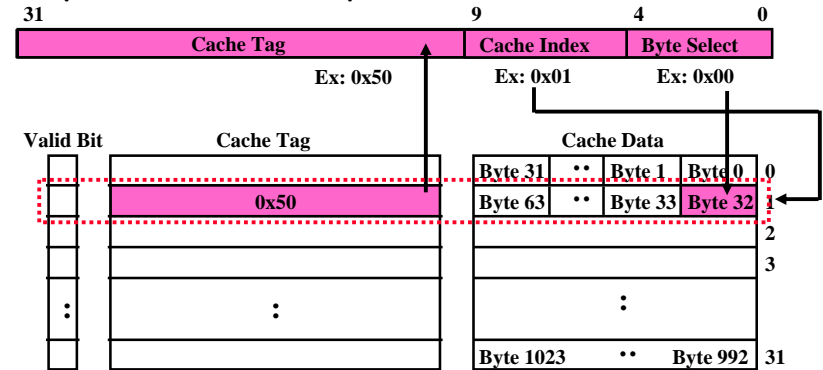 31 9 4 0
Cache Tag Cache Index Byte Select
Ex: 0x50 Ex: 0x01 Ex: 0x00
Valid Bit Cache Tag Cache Data
Byte 31 •• Byte 1 Byte 0 0
0x50 Byte 63 •• Byte 33 Byte 32 1
2
3
: : :
Byte 1023 •• Byte 992 31